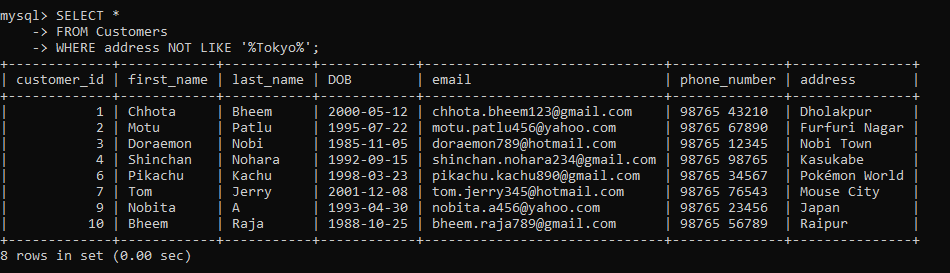 mysql> SELECT *
    -> FROM Customers
    -> WHERE address NOT LIKE '%Tokyo%';
+-------------+------------+-----------+------------+------------------------------+--------------+---------------+
| customer_id | first_name | last_name | DOB        | email                        | phone_number | address       |
+-------------+------------+-----------+------------+------------------------------+--------------+---------------+
|           1 | Chhota     | Bheem     | 2000-05-12 | chhota.bheem123@gmail.com    | 98765 43210  | Dholakpur     |
|           2 | Motu       | Patlu     | 1995-07-22 | motu.patlu456@yahoo.com      | 98765 67890  | Furfuri Nagar |
|           3 | Doraemon   | Nobi      | 1985-11-05 | doraemon789@hotmail.com      | 98765 12345  | Nobi Town     |
|           4 | Shinchan   | Nohara    | 1992-09-15 | shinchan.nohara234@gmail.com | 98765 98765  | Kasukabe      |
|           6 | Pikachu    | Kachu     | 1998-03-23 | pikachu.kachu890@gmail.com   | 98765 34567  | Pokémon World |
|           7 | Tom        | Jerry     | 2001-12-08 | tom.jerry345@hotmail.com     | 98765 76543  | Mouse City    |
|           9 | Nobita     | A         | 1993-04-30 | nobita.a456@yahoo.com        | 98765 23456  | Japan         |
|          10 | Bheem      | Raja      | 1988-10-25 | bheem.raja789@gmail.com      | 98765 56789  | Raipur        |
+-------------+------------+-----------+------------+------------------------------+--------------+---------------+
8 rows in set (0.00 sec)